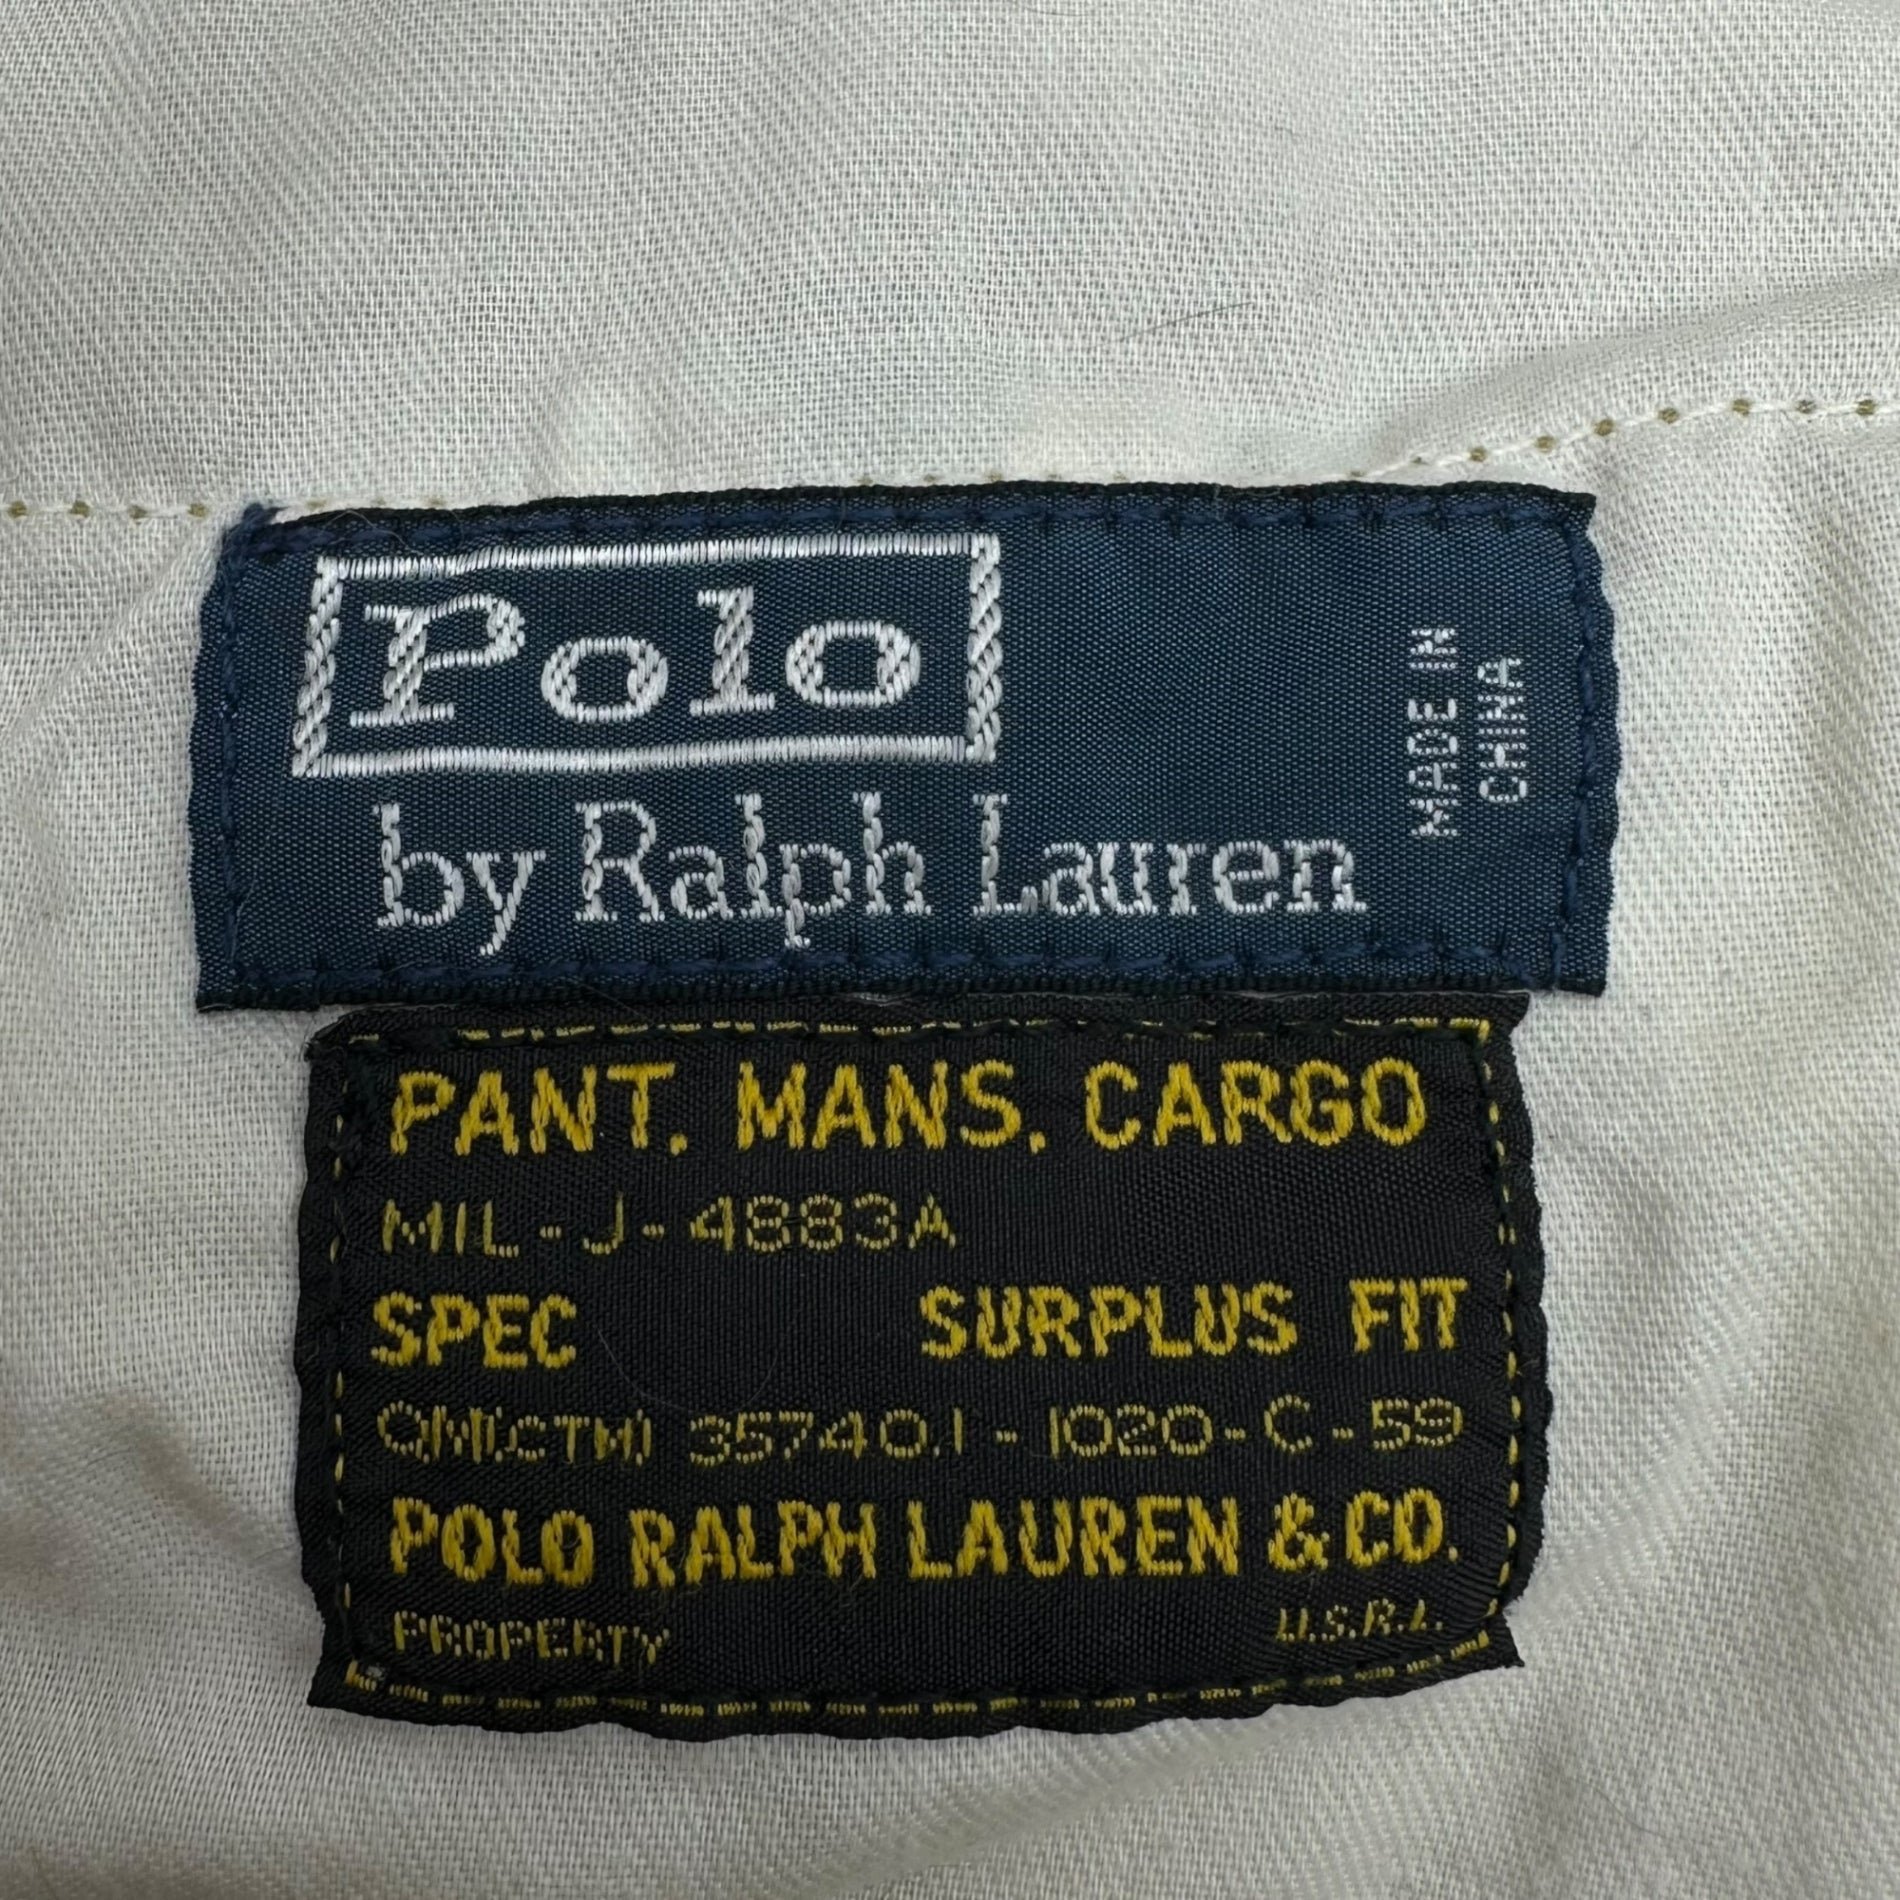 Polo
by Ralph Lauren
MADE IN
CHINA
PANT. MANS. CARGO
MIL-J-4883A
SPEC SURPLUS FIT
QM(CTM) 35740.1-1020-C-59
POLO RALPH LAUREN & CO.
PROPERTY U.S.R.L.